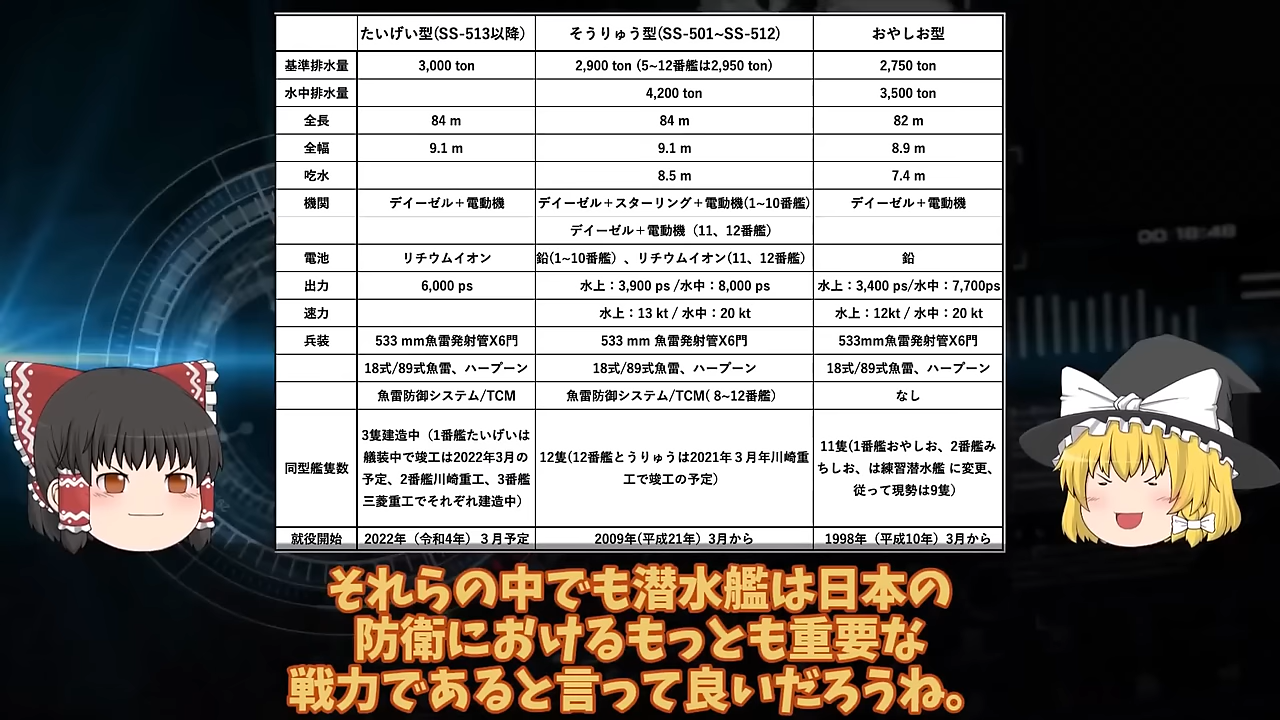 たいげい型(SS-513以降) そうりゅう型(SS-501~SS-512) おやしお型
基準排水量 3,000 ton 2,900 ton (5~12番艦は2,950 ton) 2,750 ton
水中排水量 4,200 ton 3,500 ton
全長 84 m 84 m 82 m
全幅 9.1 m 9.1 m 8.9 m
吃水 8.5 m 7.4 m
機関 デイーゼル＋電動機 デイーゼル＋スターリング＋電動機(1~10番艦) デイーゼル＋電動機
デイーゼル＋電動機（11、12番艦）
電池 リチウムイオン 鉛(1~10番艦）、リチウムイオン(11、12番艦） 鉛
出力 6,000 ps 水上：3,900 ps /水中：8,000 ps 水上：3,400 ps/水中：7,700ps
速力 水上：13 kt / 水中：20 kt 水上：12kt / 水中：20 kt
兵装 533 mm魚雷発射管X6門 533 mm 魚雷発射管X6門 533mm魚雷発射管X6門
18式/89式魚雷、ハープーン 18式/89式魚雷、ハープーン 18式/89式魚雷、ハープーン
魚雷防御システム/TCM 魚雷防御システム/TCM( 8~12番艦） なし
同型艦隻数
3隻建造中（1番艦たいげいは
艤装中で竣工は2022年3月の
予定、2番艦川崎重工、3番艦
三菱重工でそれぞれ建造中）
12隻(12番艦とうりゅうは2021年３月年川崎重
工で竣工の予定）
11隻(1番艦おやしお、2番艦み
ちしお、は練習潜水艦 に変更、
従って現勢は9隻）
就役開始 2022年（令和4年）３月予定 2009年(平成21年）3月から 1998年（平成10年）3月から
18:48
それらの中でも潜水艦は日本の
防衛におけるもっとも重要な
戦力であると言って良いだろうね。